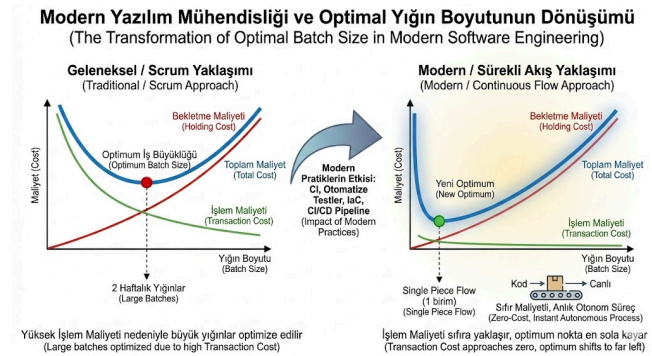 Modern Yazılım Mühendisliği ve Optimal Yığın Boyutunun Dönüşümü
(The Transformation of Optimal Batch Size in Modern Software Engineering)
Geleneksel / Scrum Yaklaşımı
(Traditional / Scrum Approach)
Maliyet (Cost)
Bekletme Maliyeti
(Holding Cost)
Optimum İş Büyüklüğü
(Optimum Batch Size)
Toplam Maliyet
(Total Cost)
İşlem Maliyeti
(Transaction Cost)
Yığın Boyutu
(Batch Size)
2 Haftalık Yığınlar
(Large Batches)
Yüksek İşlem Maliyeti nedeniyle büyük yığınlar optimize edilir
(Large batches optimized due to high Transaction Cost)
Modern
Pratiklerin Etkisi:
CI, Otomatize
Testler, IaC,
CI/CD Pipeline
(Impact of Modern
Practices)
Modern / Sürekli Akış Yaklaşımı
(Modern / Continuous Flow Approach)
Maliyet (Cost)
Bekletme Maliyeti
(Holding Cost)
Toplam Maliyet
(Total Cost)
Yeni Optimum
(New Optimum)
İşlem Maliyeti
(Transaction Cost)
Yığın Boyutu
(Batch Size)
Single Piece Flow
(1 birim)
(Single Piece Flow)
Kod
Canlı
Sıfır Maliyetli, Anlık Otonom Süreç
(Zero-Cost, Instant Autonomous Process)
İşlem Maliyeti sıfıra yaklaşır, optimum nokta en sola kayar
(Transaction Cost approaches zero, optimum shifts to far left)